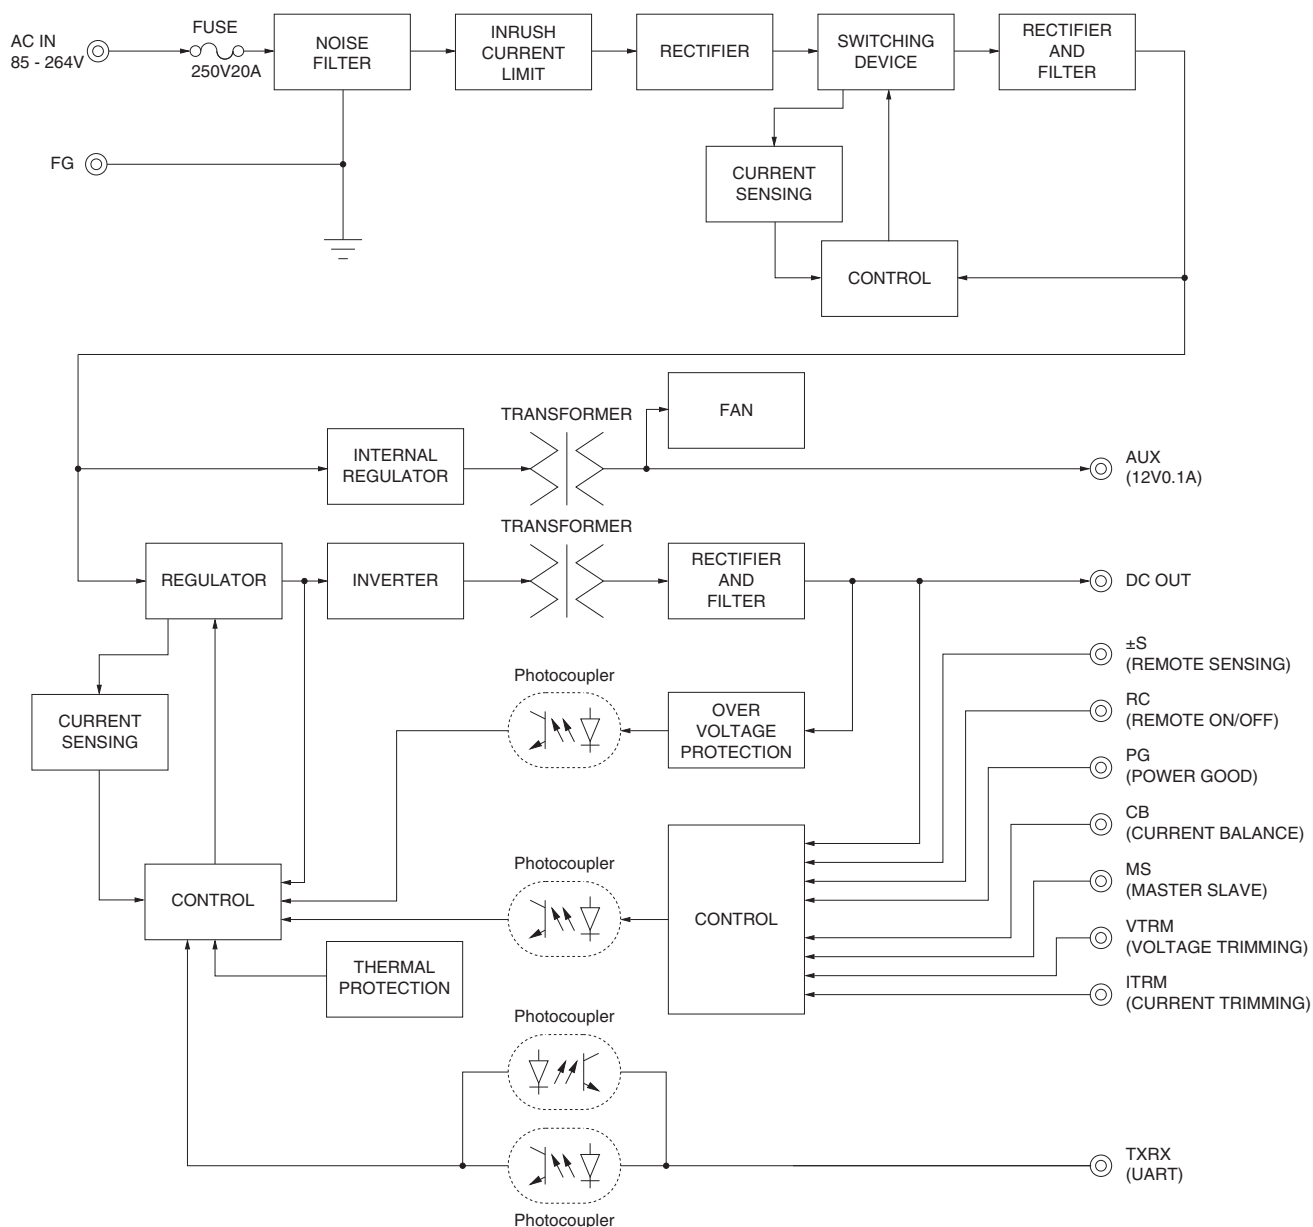 AC IN
85 - 264V
FUSE
250V20A
NOISE
FILTER
INRUSH
CURRENT
LIMIT
RECTIFIER
SWITCHING
DEVICE
RECTIFIER
AND
FILTER
FG
CURRENT
SENSING
CONTROL
TRANSFORMER
FAN
INTERNAL
REGULATOR
AUX
(12V0.1A)
TRANSFORMER
REGULATOR
INVERTER
RECTIFIER
AND
FILTER
DC OUT
±S
(REMOTE SENSING)
Photocoupler
CURRENT
SENSING
OVER
VOLTAGE
PROTECTION
RC
(REMOTE ON/OFF)
PG
(POWER GOOD)
CB
(CURRENT BALANCE)
Photocoupler
MS
(MASTER SLAVE)
CONTROL
CONTROL
VTRM
(VOLTAGE TRIMMING)
THERMAL
PROTECTION
ITRM
(CURRENT TRIMMING)
Photocoupler
TXRX
(UART)
Photocoupler